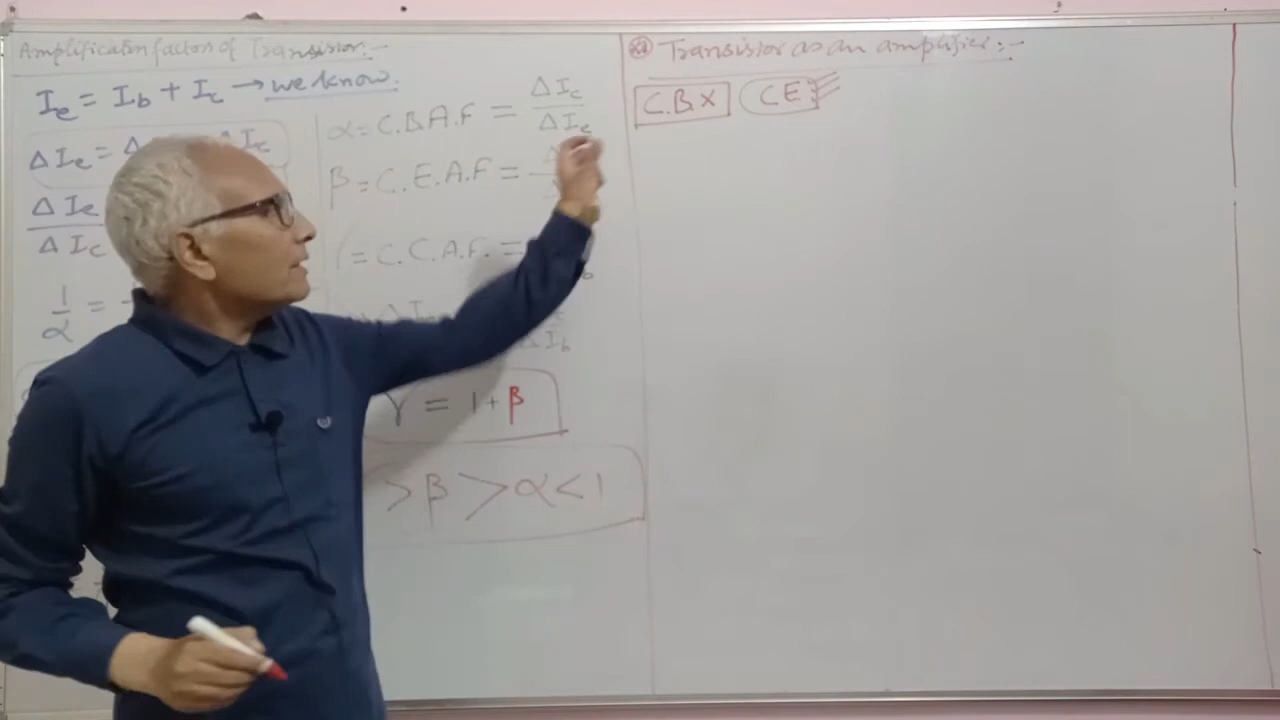 Amplification factors of Transistor:-
Ie = Ib + Ic → we know.
ΔIe = Δ ΔIc
ΔIe
ΔIc
1/α =
α = C.B.A.F = ΔIc/ΔIe
β = C.E.A.F =
= C.C.A.F. =
ΔIb
γ = 1+β
> β > α < 1
Transistor as an amplifier:-
C.B. X CE